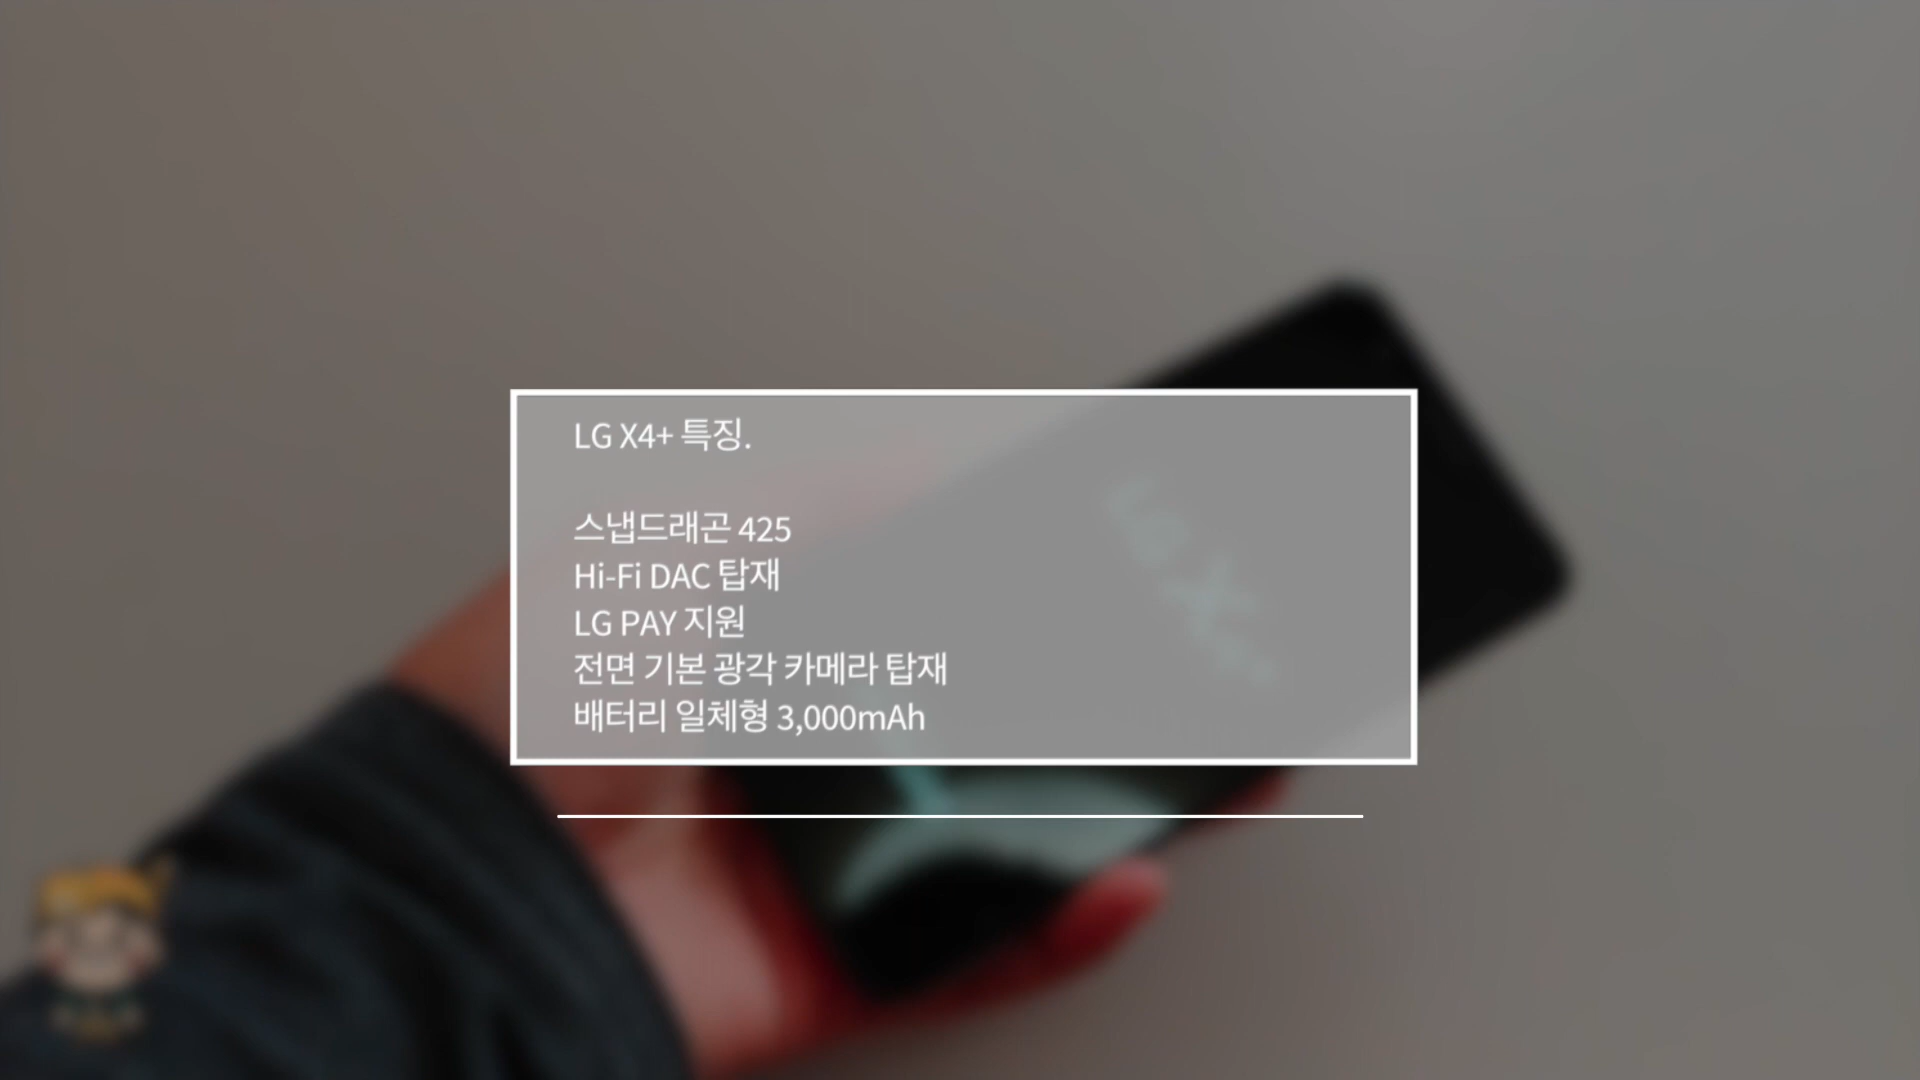 LG X4+ 특징.
스냅드래곤 425
Hi-Fi DAC 탑재
LG PAY 지원
전면 기본 광각 카메라 탑재
배터리 일체형 3,000mAh